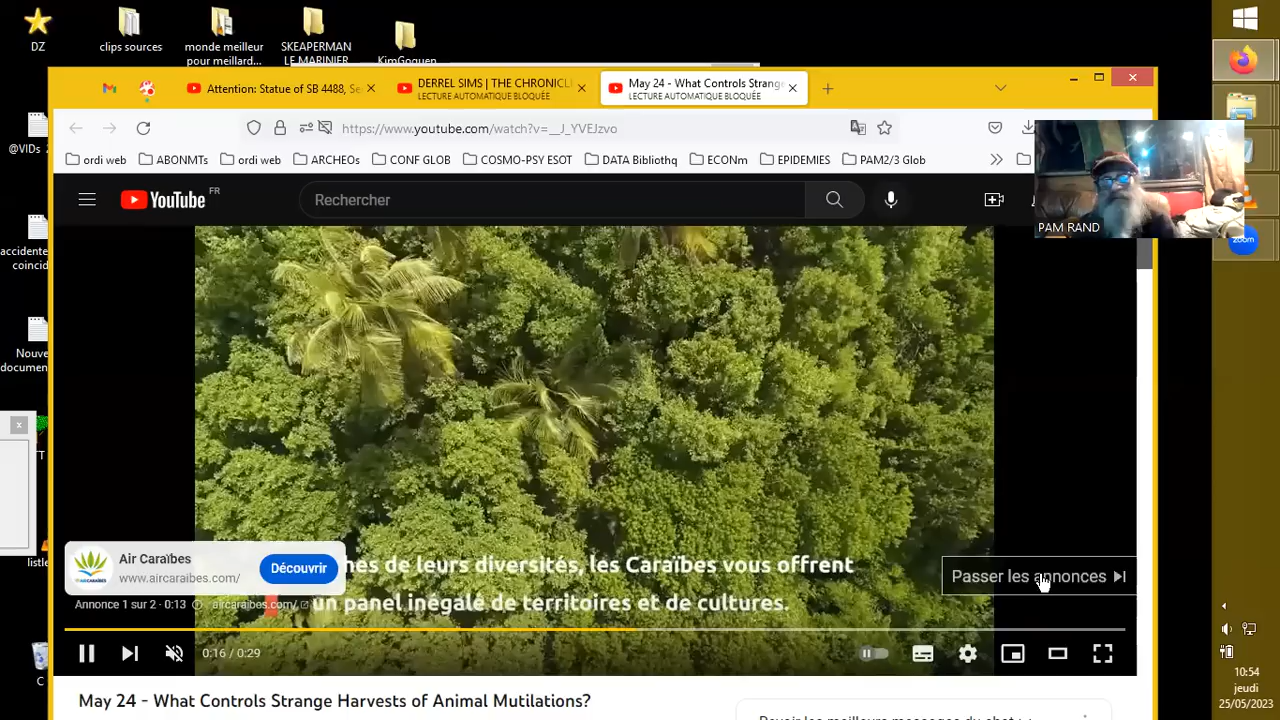 DZ
clips sources
monde meilleur
pour meillard...
SKEAPERMAN
LE MARINIER
KimGoguen
Attention: Statue of SB 4488, Se
DERREL SIMS | THE CHRONICL
LECTURE AUTOMATIQUE BLOQUÉE
May 24 - What Controls Strange
LECTURE AUTOMATIQUE BLOQUÉE
https://www.youtube.com/watch?v=__J_YVEJzvo
@VIDs
ordi web
ABONMTs
ordi web
ARCHEOs
CONF GLOB
COSMO-PSY ESOT
DATA Bibliothq
ECONm
EPIDEMIES
PAM2/3 Glob
YouTube FR
Rechercher
PAM RAND
zoom
accidente
coincid
Nouve
documen
TT
listle
C
Air Caraïbes
www.aircaraibes.com/
Découvrir
hes de leurs diversités, les Caraïbes vous offrent
un panel inégalé de territoires et de cultures.
Passer les annonces
Annonce 1 sur 2 · 0:13
aircaraibes.com/
0:16 / 0:29
May 24 - What Controls Strange Harvests of Animal Mutilations?
10:54
jeudi
25/05/2023